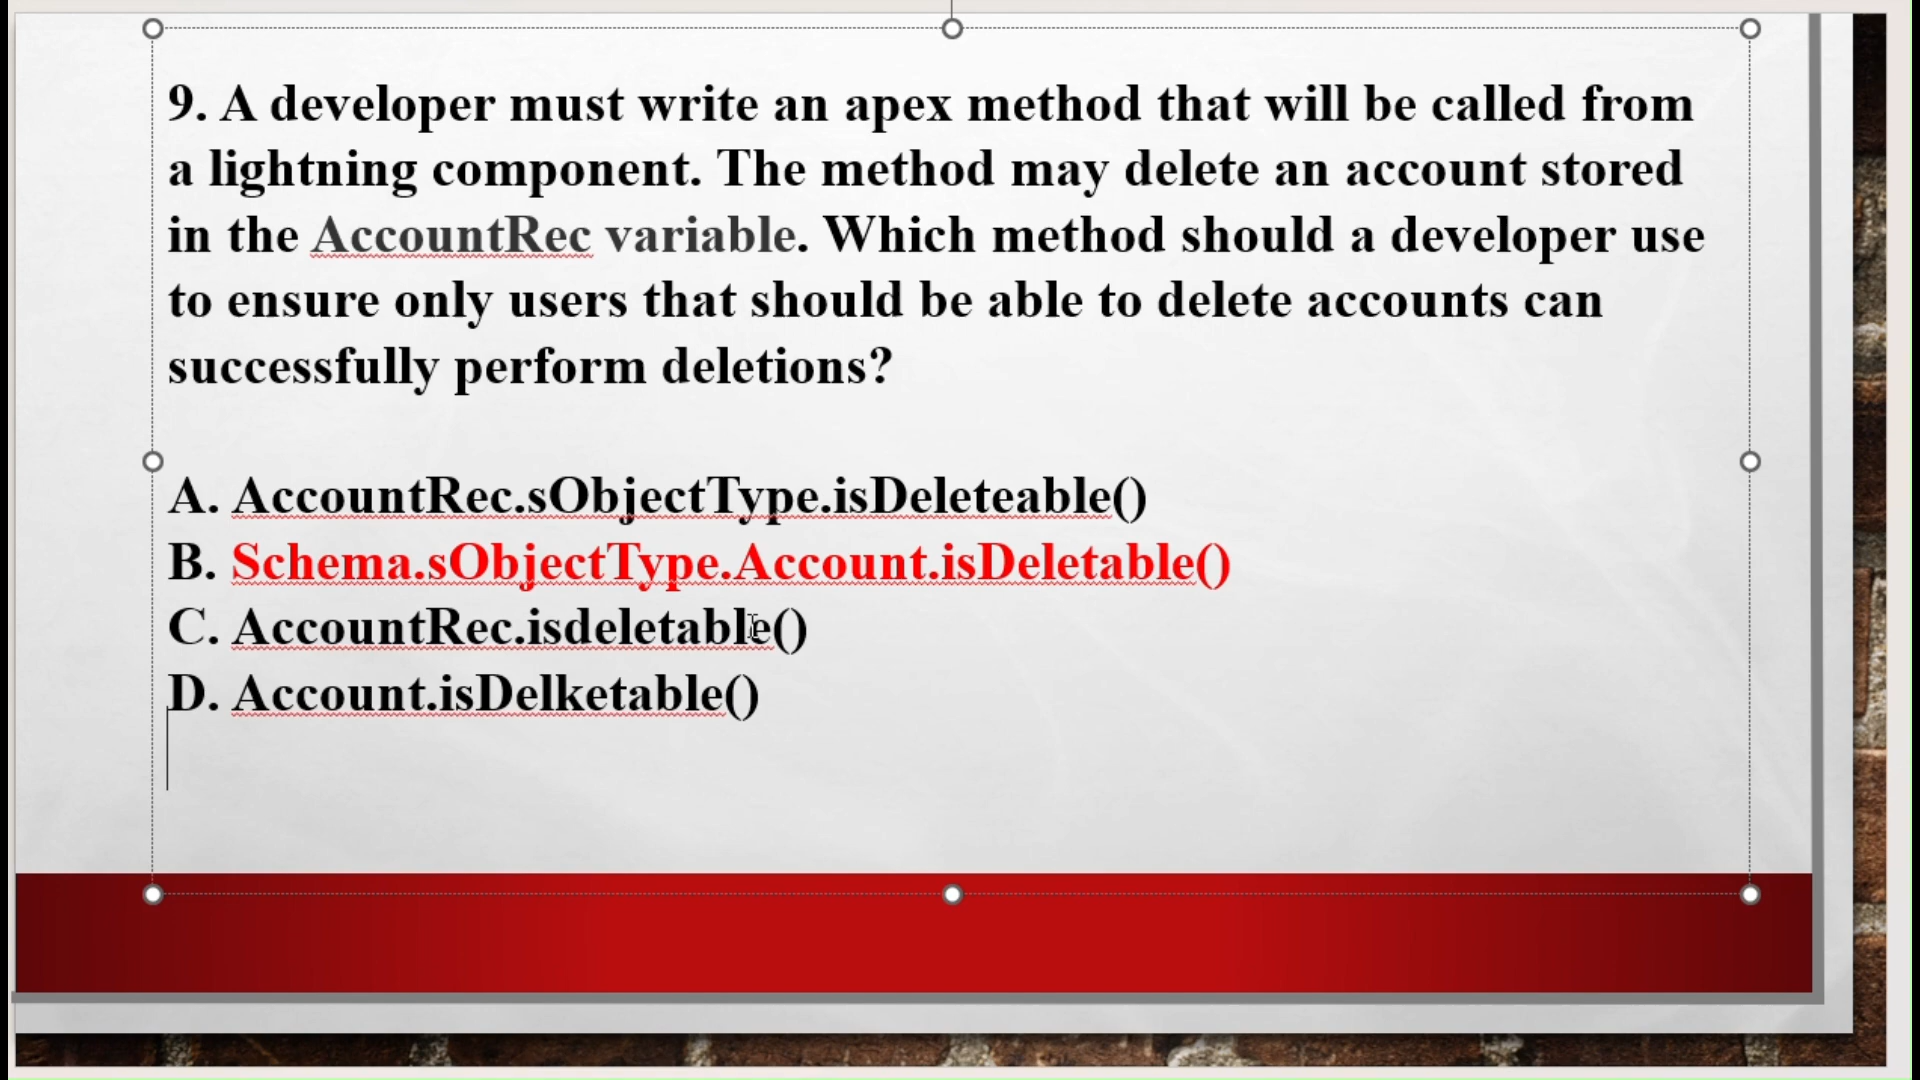 9. A developer must write an apex method that will be called from
a lightning component. The method may delete an account stored
in the AccountRec variable. Which method should a developer use
to ensure only users that should be able to delete accounts can
successfully perform deletions?
A. AccountRec.sObjectType.isDeleteable()
B. Schema.sObjectType.Account.isDeletable()
C. AccountRec.isdeletable()
D. Account.isDelketable()